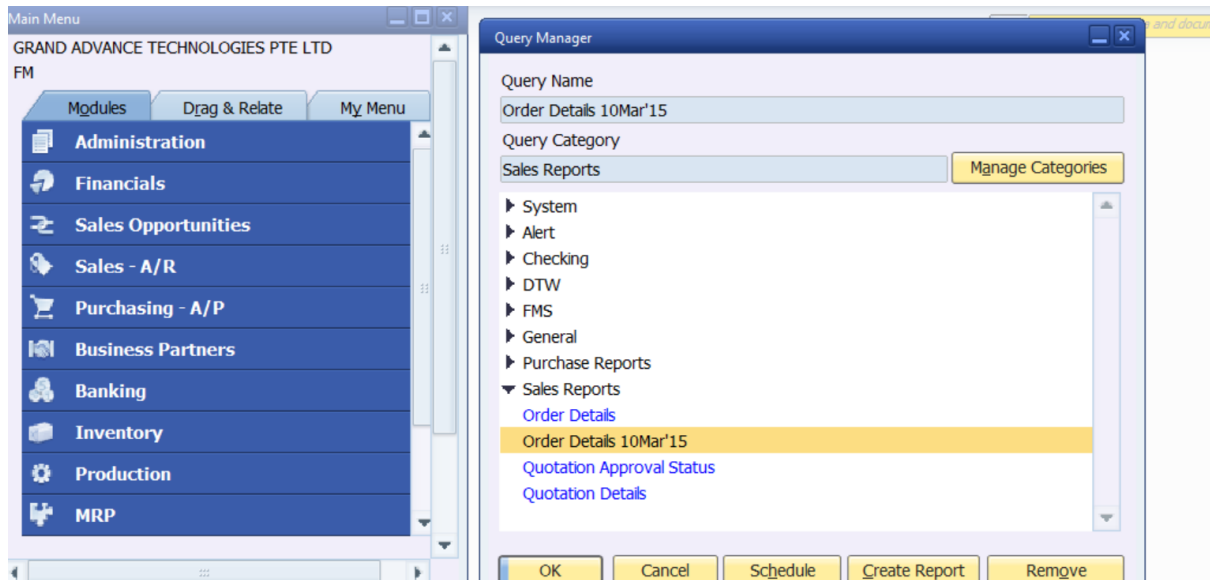 Main Menu
GRAND ADVANCE TECHNOLOGIES PTE LTD
FM
Modules Drag & Relate My Menu
Administration
Financials
Sales Opportunities
Sales - A/R
Purchasing - A/P
Business Partners
Banking
Inventory
Production
MRP
and docum
Query Manager
Query Name
Order Details 10Mar'15
Query Category
Sales Reports Manage Categories
System
Alert
Checking
DTW
FMS
General
Purchase Reports
Sales Reports
Order Details
Order Details 10Mar'15
Quotation Approval Status
Quotation Details
OK Cancel Schedule Create Report Remove